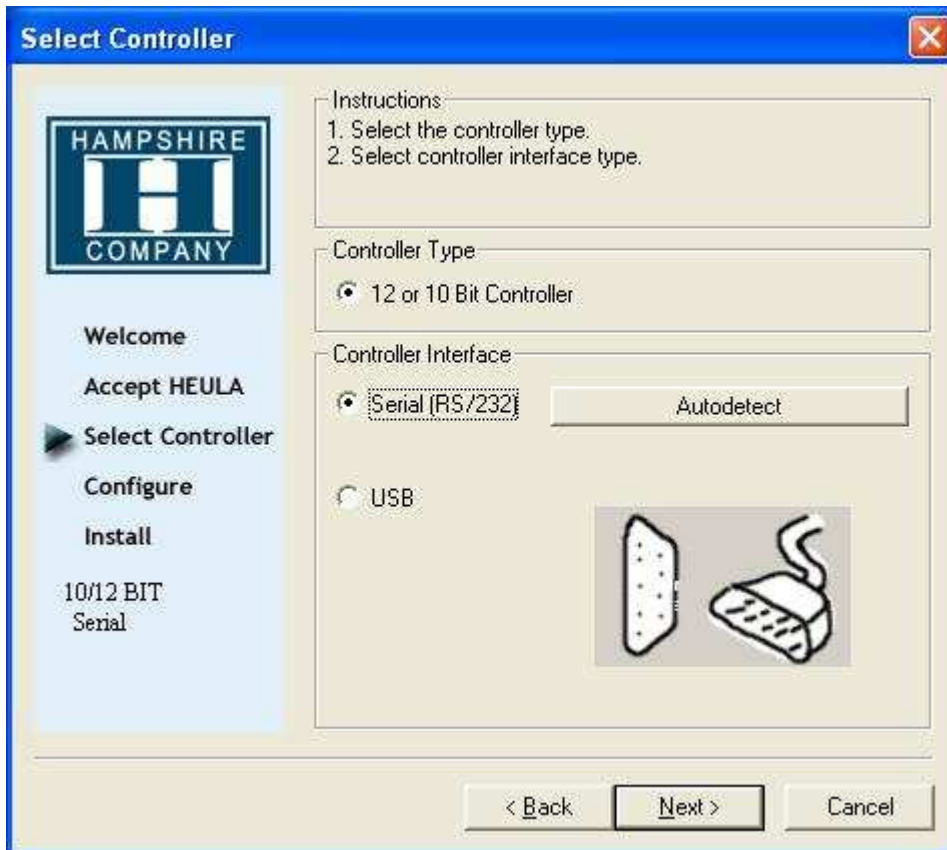 Select Controller
HAMPSHIRE
COMPANY
Welcome
Accept HEULA
Select Controller
Configure
Install
10/12 BIT
Serial
Instructions
1. Select the controller type.
2. Select controller interface type.
Controller Type
12 or 10 Bit Controller
Controller Interface
Serial (RS/232)
Autodetect
USB
< Back
Next >
Cancel